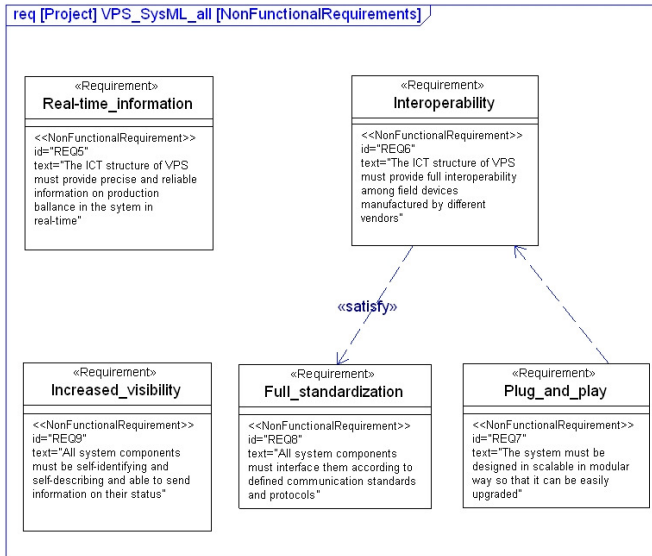 req [Project] VPS_SysML_all [NonFunctionalRequirements]
«Requirement»
Real-time_information
<<NonFunctionalRequirement>>
id="REQ5"
text="The ICT structure of VPS
must provide precise and reliable
information on production
ballance in the sytem in
real-time"
«Requirement»
Interoperability
<<NonFunctionalRequirement>>
id="REQ6"
text="The ICT structure of VPS
must provide full interoperability
among field devices
manufactured by different
vendors"
«satisfy»
«Requirement»
Increased_visibility
<<NonFunctionalRequirement>>
id="REQ9"
text="All system components
must be self-identifying and
self-describing and able to send
information on their status"
«Requirement»
Full_standardization
<<NonFunctionalRequirement>>
id="REQ8"
text="All system components
must interface them according to
defined communication standards
and protocols"
«Requirement»
Plug_and_play
<<NonFunctionalRequirement>>
id="REQ7"
text="The system must be
designed in scalable in modular
way so that it can be easily
upgraded"